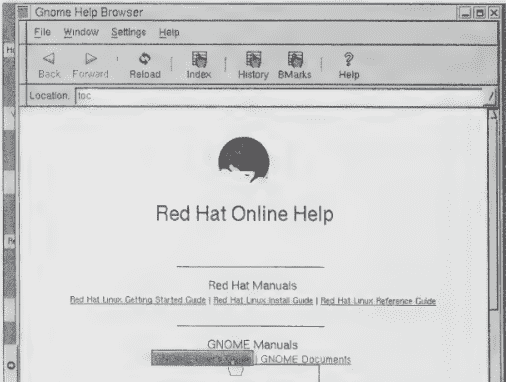 Gnome Help Browser
File Window Settings Help
Back Forward Reload Index History BMarks Help
Location: toc
Red Hat Online Help
Red Hat Manuals
Red Hat Linux Getting Started Guide | Red Hat Linux Install Guide | Red Hat Linux Reference Guide
GNOME Manuals
| GNOME Documents